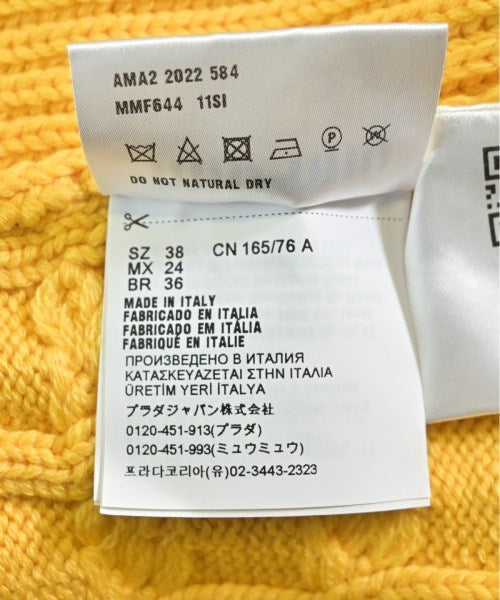 AMA2 2022 584
MMF644 11SI
P
DO NOT NATURAL DRY
SZ 38 CN 165/76 A
MX 24
BR 36
MADE IN ITALY
FABRICADO EN ITALIA
FABRICADO EM ITÁLIA
FABRIQUÉ EN ITALIE
ПРОИЗВЕДЕНО В ИТАЛИЯ
ΚΑΤΑΣΚΕΥΑΖΕΤΑΙ ΣΤΗΝ ΙΤΑΛΙΑ
ÜRETİM YERİ İTALYA
プラダジャパン株式会社
0120-451-913(プラダ)
0120-451-993(ミュウミュウ)
프라다코리아(유)02-3443-2323